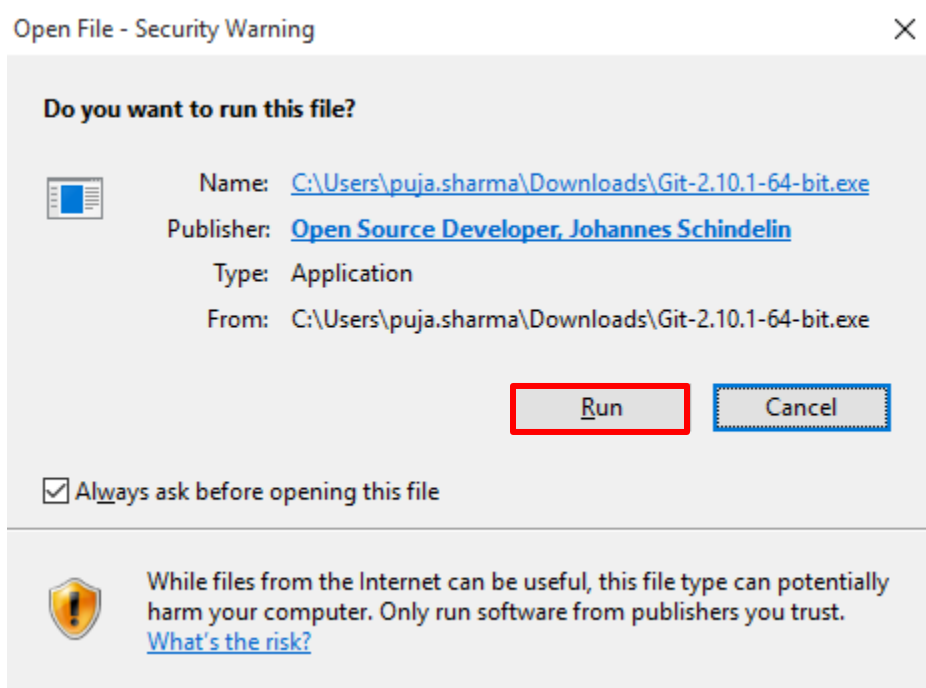 Open File - Security Warning
Do you want to run this file?
Name: C:\Users\puja.sharma\Downloads\Git-2.10.1-64-bit.exe
Publisher: Open Source Developer, Johannes Schindelin
Type: Application
From: C:\Users\puja.sharma\Downloads\Git-2.10.1-64-bit.exe
Run Cancel
Always ask before opening this file
While files from the Internet can be useful, this file type can potentially
harm your computer. Only run software from publishers you trust.
What's the risk?